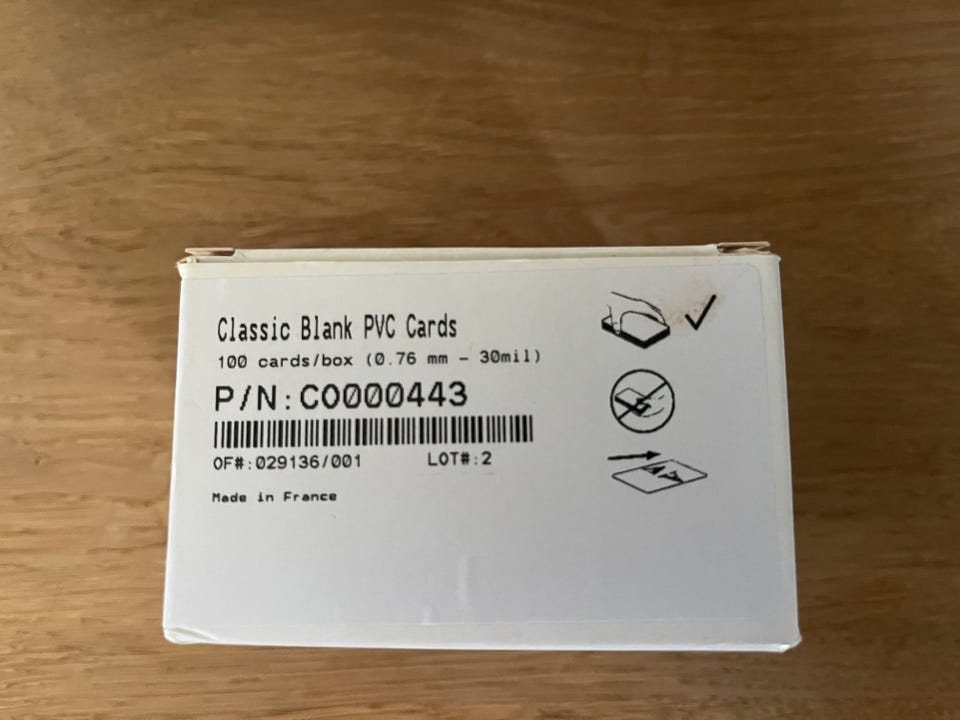 Classic Blank PVC Cards
100 cards/box (0.76 mm - 30mil)
P/N:CO000443
OF#:029136/001 LOT#:2
Made in France